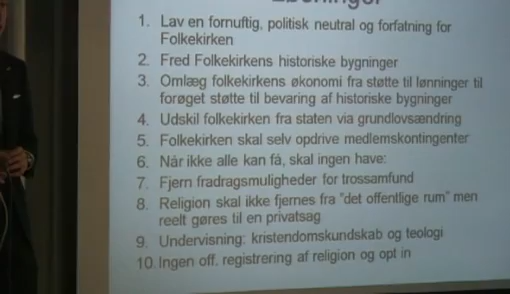 1. Lav en fornuftig, politisk neutral og forfatning for
Folkekirken
2. Fred Folkekirkens historiske bygninger
3. Omlæg folkekirkens økonomi fra støtte til lønninger til
forøget støtte til bevaring af historiske bygninger
4. Udskil folkekirken fra staten via grundlovsændring
5. Folkekirken skal selv opdrive medlemskontingenter
6. Når ikke alle kan få, skal ingen have:
7. Fjern fradragsmuligheder for trossamfund
8. Religion skal ikke fjernes fra "det offentlige rum" men
reelt gøres til en privatsag
9. Undervisning: kristendomskundskab og teologi
10. Ingen off. registrering af religion og opt in